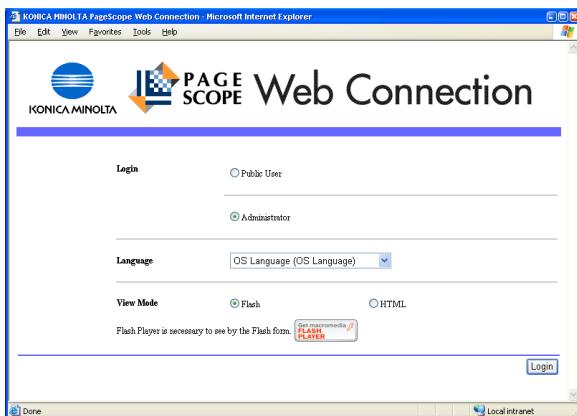 KONICA MINOLTA PageScope Web Connection - Microsoft Internet Explorer
File Edit View Favorites Tools Help
KONICA MINOLTA
PAGE SCOPE Web Connection
Login
Public User
Administrator
Language
OS Language (OS Language)
View Mode
Flash
HTML
Flash Player is necessary to see by the Flash form.
Get macromedia
FLASH
PLAYER
Login
Done
Local intranet